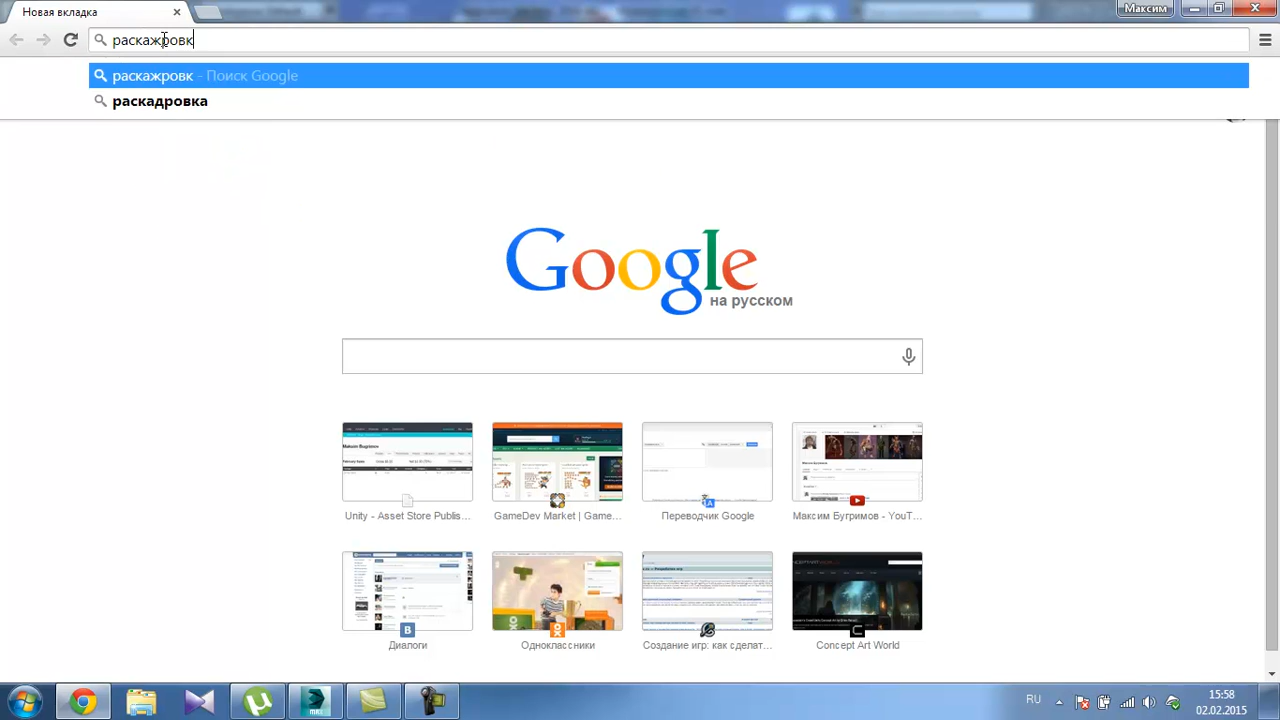 Новая вкладка
Максим
раскажровк
раскажровк – Поиск Google
раскадровка
Google
на русском
Unity - Asset Store Publis...
GameDev Market | Game...
Переводчик Google
Максим Бугримов - YouT...
Диалоги
Одноклассники
Создание игр: как сделат...
Concept Art World
RU
15:58
02.02.2015